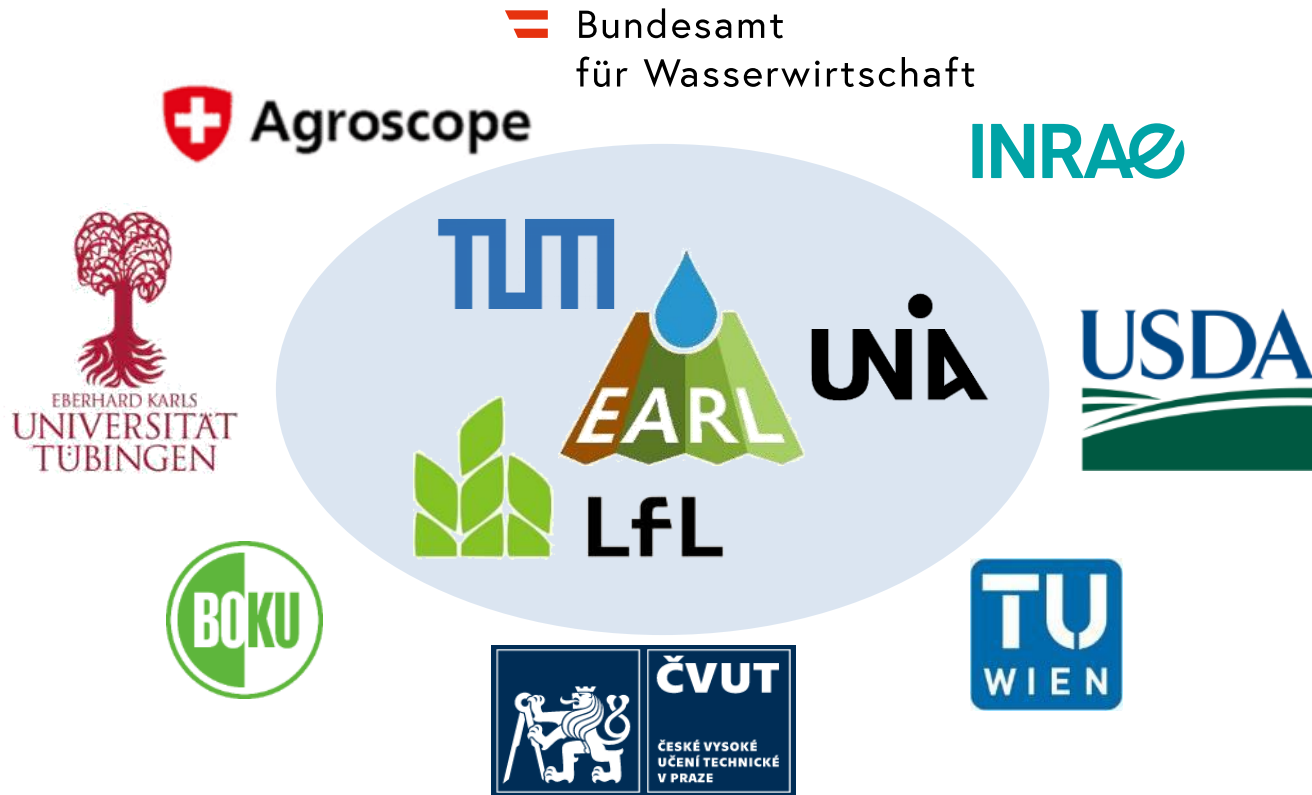 Bundesamt
für Wasserwirtschaft
Agroscope
INRAE
TUM
EBERHARD KARLS
UNIVERSITÄT
TÜBINGEN
EARL
UNIA
USDA
LfL
BOKU
TU
WIEN
ČVUT
ČESKÉ VYSOKÉ
UČENÍ TECHNICKÉ
V PRAZE